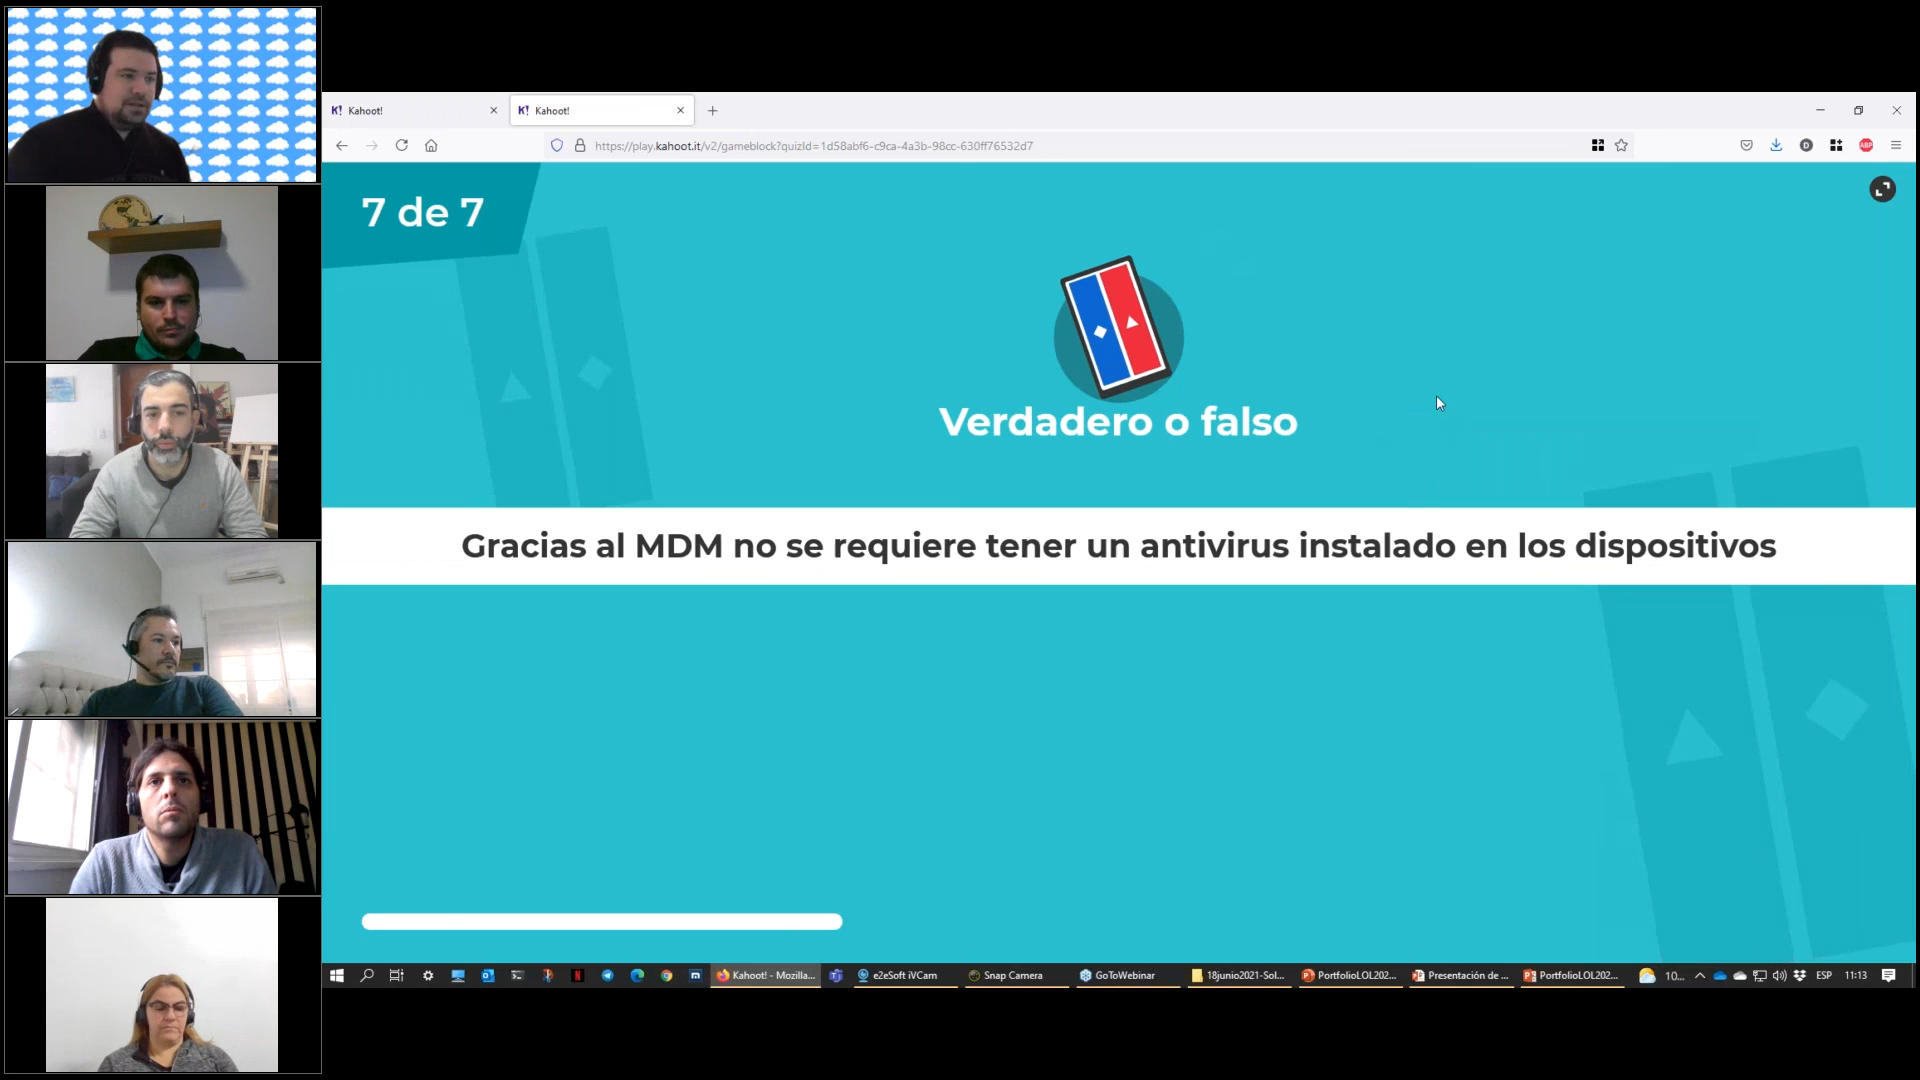 K! Kahoot!
K! Kahoot!
https://play.kahoot.it/v2/gameblock?quizId=1d58abf6-c9ca-4a3b-98cc-630ff76532d7
D
ABP
7 de 7
Verdadero o falso
Gracias al MDM no se requiere tener un antivirus instalado en los dispositivos
Kahoot! - Mozilla...
e2eSoft iVCam
Snap Camera
GoToWebinar
18junio2021-Sol...
PortfolioLOL202...
Presentación de ...
PortfolioLOL202...
10...
ESP
11:13